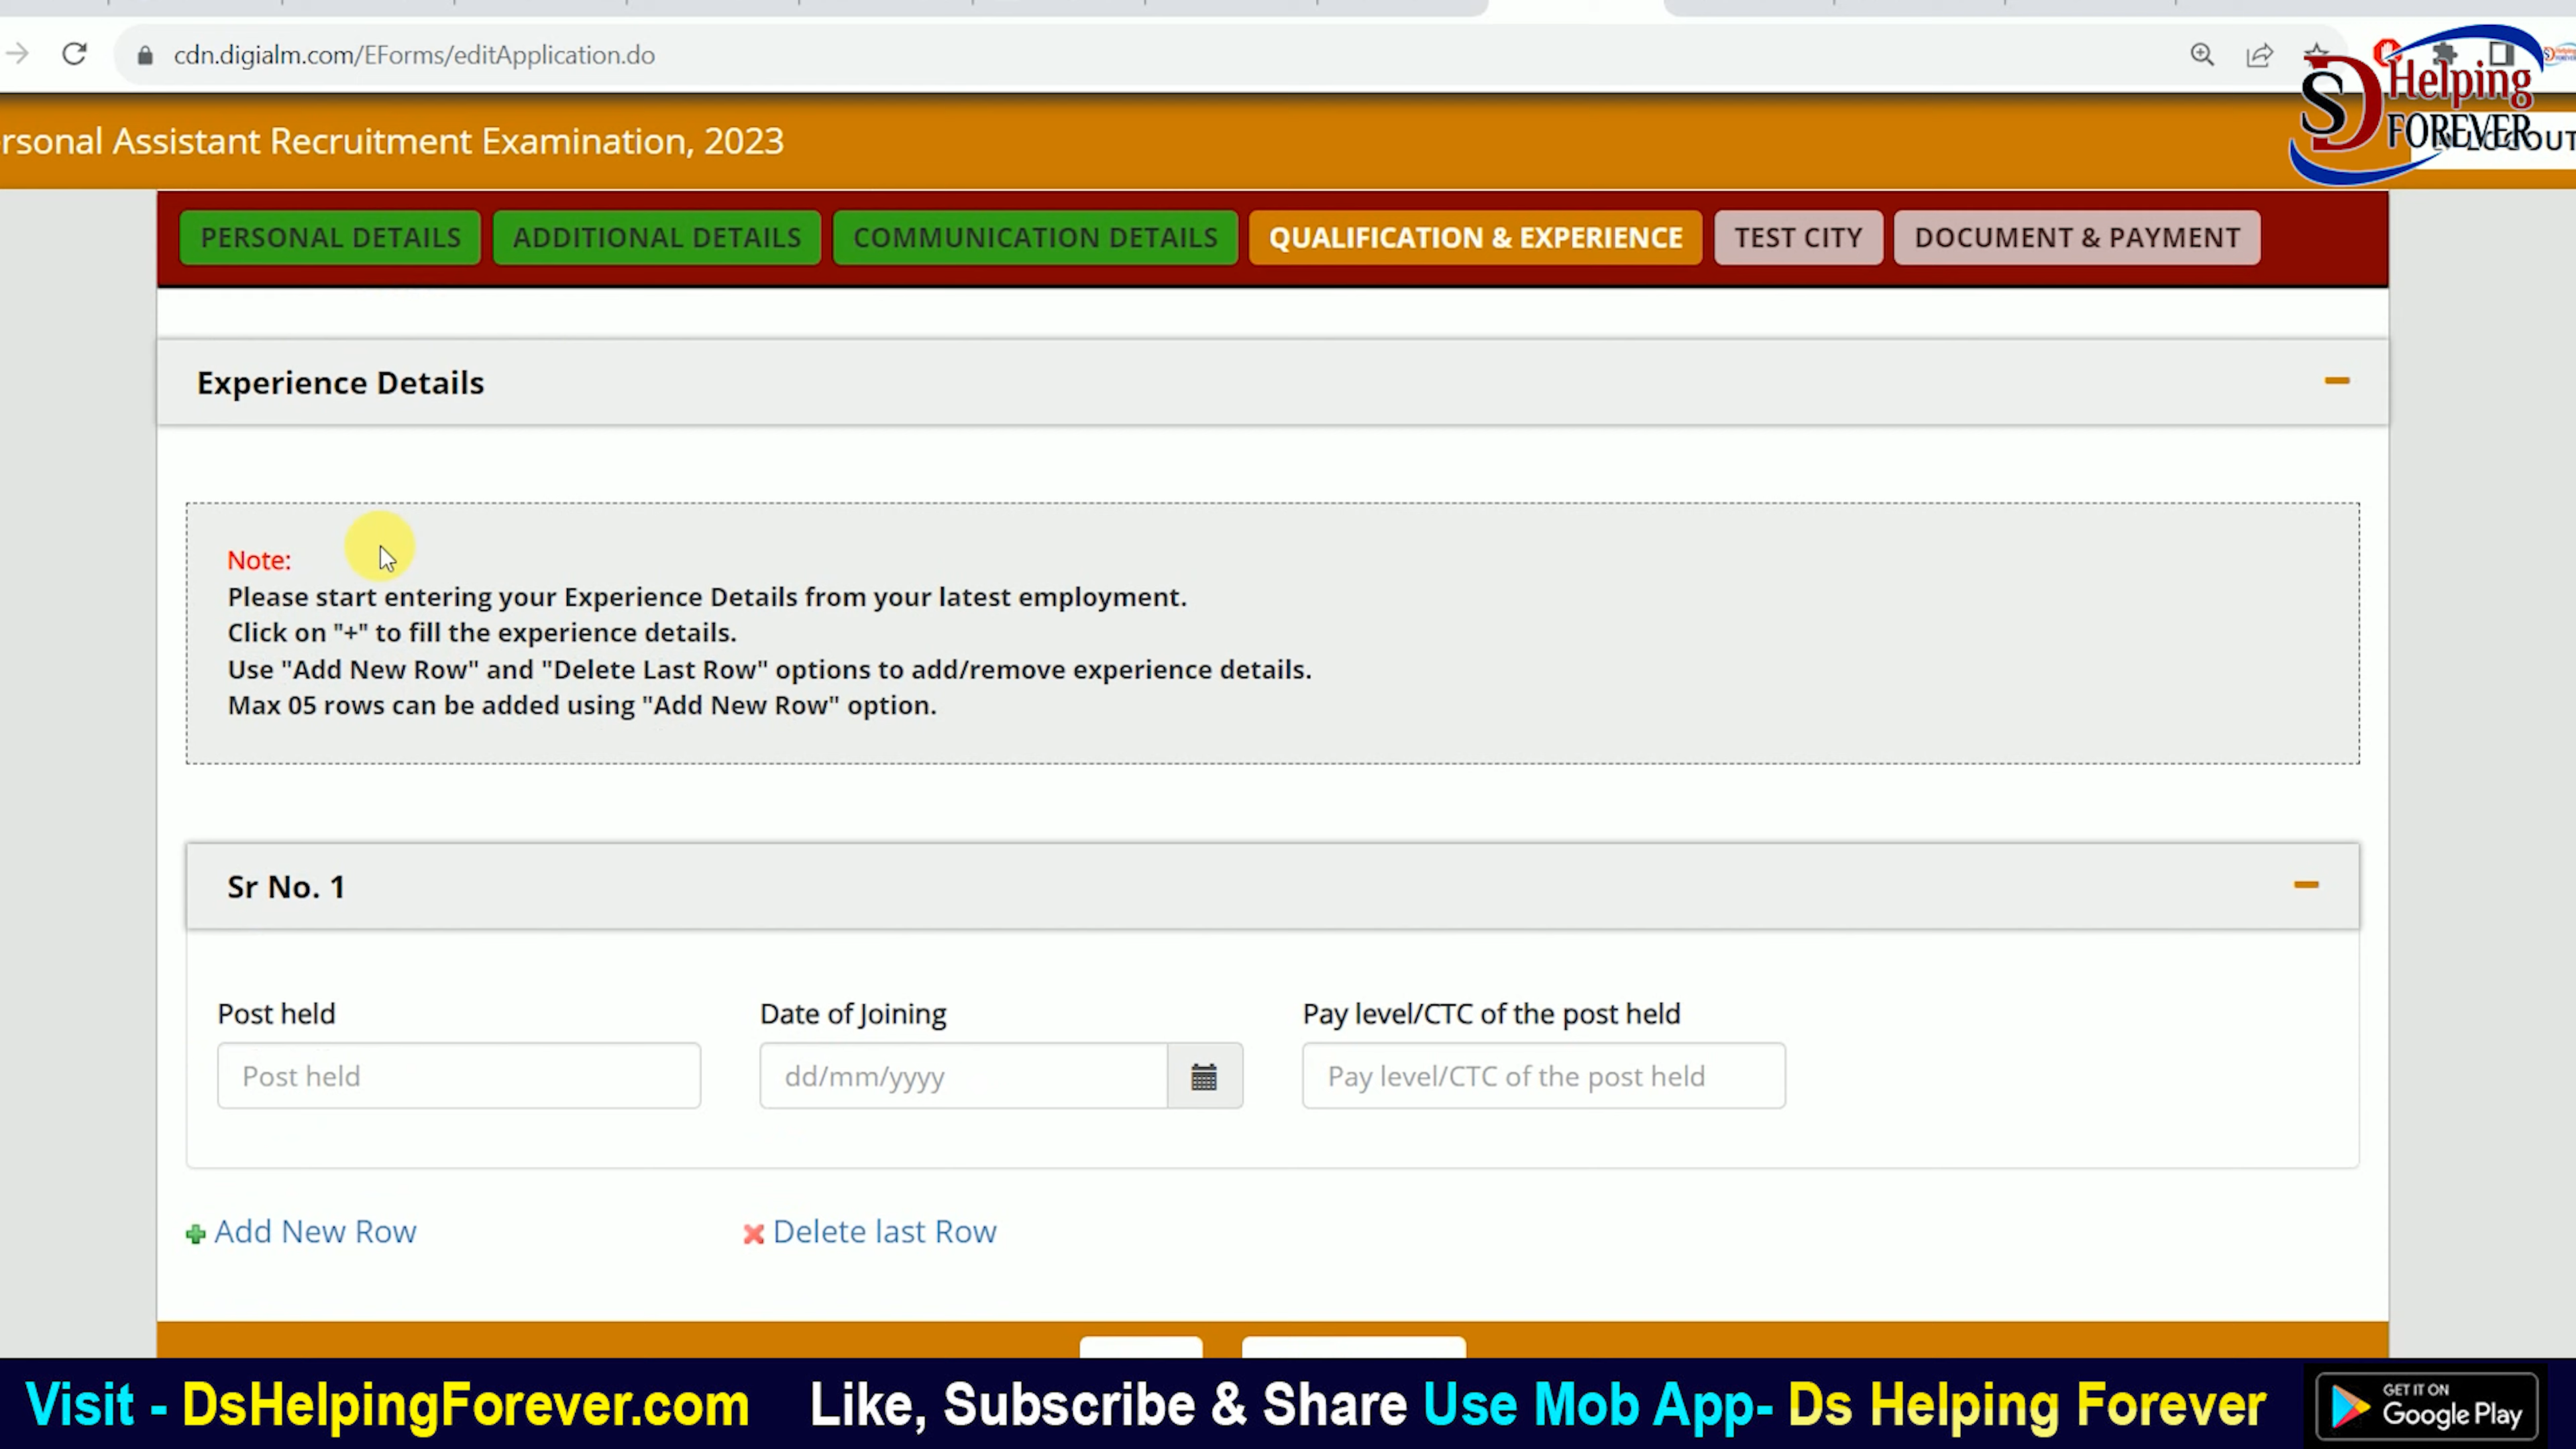 cdn.digialm.com/EForms/editApplication.do
SD Helping
FOREVER
rsonal Assistant Recruitment Examination, 2023
PERSONAL DETAILS ADDITIONAL DETAILS COMMUNICATION DETAILS QUALIFICATION & EXPERIENCE TEST CITY DOCUMENT & PAYMENT
Experience Details
Note:
Please start entering your Experience Details from your latest employment.
Click on "+" to fill the experience details.
Use "Add New Row" and "Delete Last Row" options to add/remove experience details.
Max 05 rows can be added using "Add New Row" option.
Sr No. 1
Post held Date of Joining Pay level/CTC of the post held
Post held dd/mm/yyyy Pay level/CTC of the post held
Add New Row Delete last Row
Visit - DsHelpingForever.com Like, Subscribe & Share Use Mob App- Ds Helping Forever
GET IT ON
Google Play